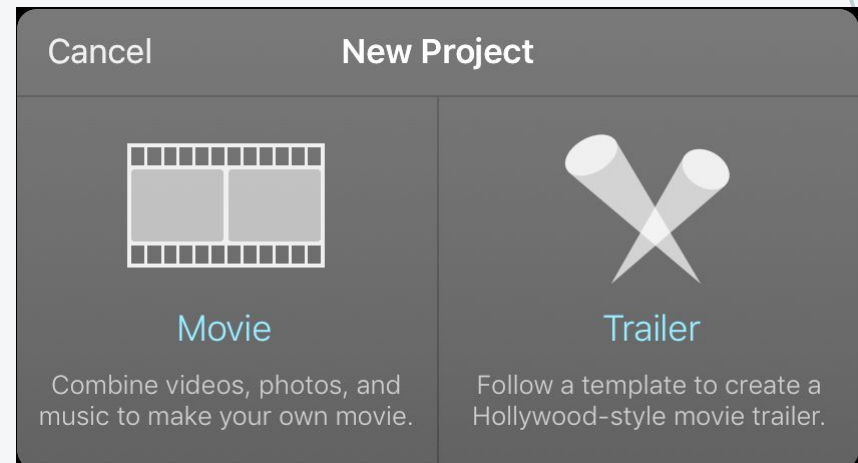 Cancel
New Project
Movie
Combine videos, photos, and
music to make your own movie.
Trailer
Follow a template to create a
Hollywood-style movie trailer.